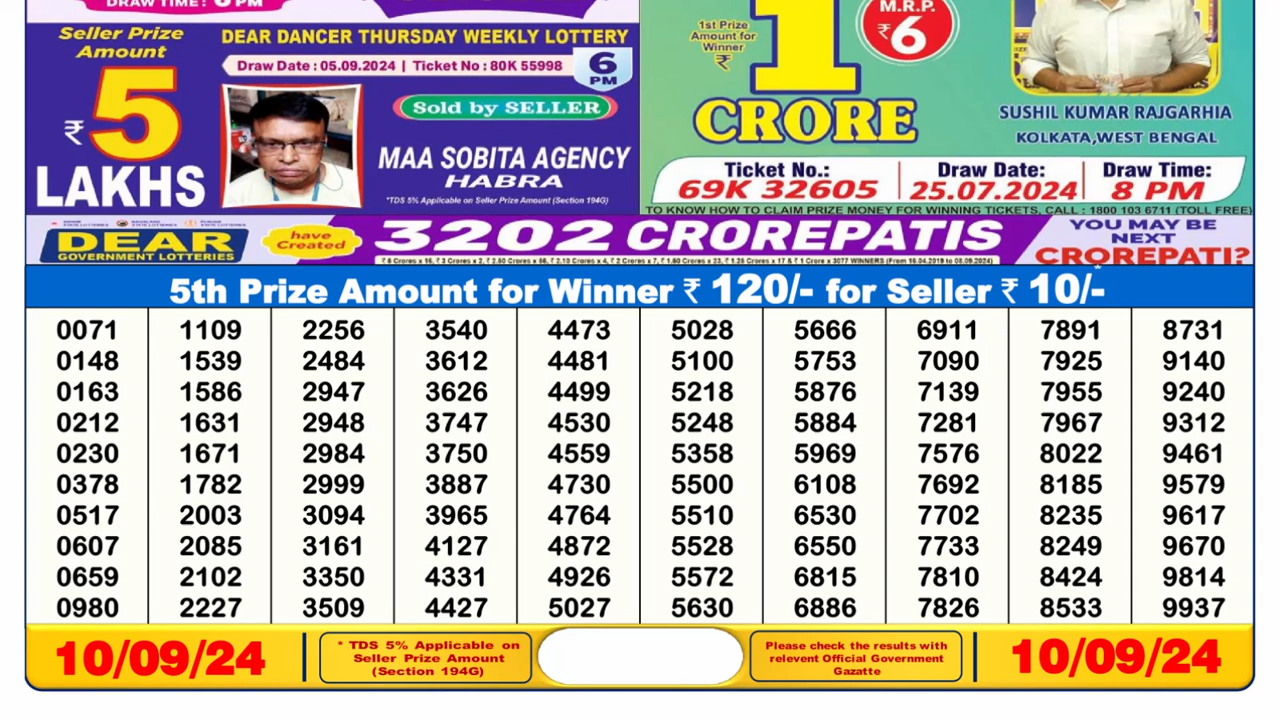 DRAW TIME: 6 PM
Seller Prize
Amount
₹5
LAKHS
DEAR DANCER THURSDAY WEEKLY LOTTERY
Draw Date : 05.09.2024 | Ticket No : 80K 55998
6
PM
Sold by SELLER
MAA SOBITA AGENCY
HABRA
*TDS 5% Applicable on Seller Prize Amount (Section 194G)
1st Prize
Amount for
Winner
₹
1
CRORE
M.R.P.
₹6
SUSHIL KUMAR RAJGARHIA
KOLKATA,WEST BENGAL
Ticket No.: Draw Date: Draw Time:
69K 32605 25.07.2024 8 PM
TO KNOW HOW TO CLAIM PRIZE MONEY FOR WINNING TICKETS, CALL : 1800 103 6711 (TOLL FREE)
DEAR
GOVERNMENT LOTTERIES
have
Created
3202 CROREPATIS
YOU MAY BE
NEXT
CROREPATI?
5th Prize Amount for Winner ₹ 120/- for Seller ₹ 10/-*
0071 1109 2256 3540 4473 5028 5666 6911 7891 8731
0148 1539 2484 3612 4481 5100 5753 7090 7925 9140
0163 1586 2947 3626 4499 5218 5876 7139 7955 9240
0212 1631 2948 3747 4530 5248 5884 7281 7967 9312
0230 1671 2984 3750 4559 5358 5969 7576 8022 9461
0378 1782 2999 3887 4730 5500 6108 7692 8185 9579
0517 2003 3094 3965 4764 5510 6530 7702 8235 9617
0607 2085 3161 4127 4872 5528 6550 7733 8249 9670
0659 2102 3350 4331 4926 5572 6815 7810 8424 9814
0980 2227 3509 4427 5027 5630 6886 7826 8533 9937
10/09/24
* TDS 5% Applicable on
Seller Prize Amount
(Section 194G)
Please check the results with
relevent Official Government
Gazatte
10/09/24